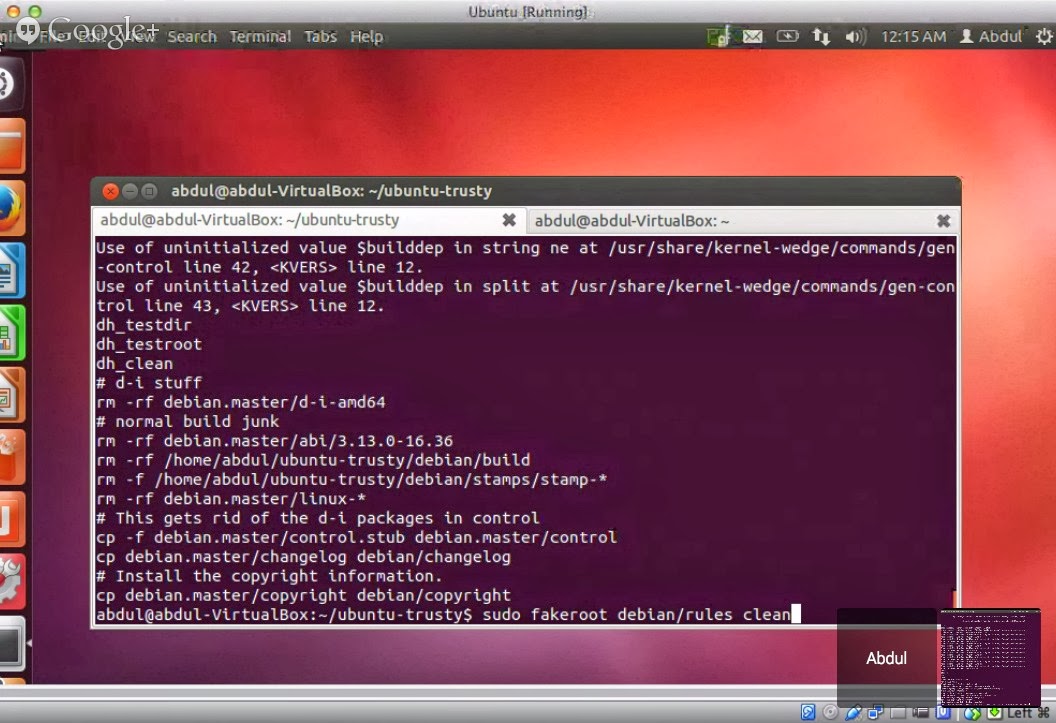 Ubuntu [Running]
Google+
File Edit View Search Terminal Tabs Help
12:15 AM Abdul
abdul@abdul-VirtualBox: ~/ubuntu-trusty
abdul@abdul-VirtualBox: ~/ubuntu-trusty
abdul@abdul-VirtualBox: ~
Use of uninitialized value $builddep in string ne at /usr/share/kernel-wedge/commands/gen
-control line 42, <KVERS> line 12.
Use of uninitialized value $builddep in split at /usr/share/kernel-wedge/commands/gen-con
trol line 43, <KVERS> line 12.
dh_testdir
dh_testroot
dh_clean
# d-i stuff
rm -rf debian.master/d-i-amd64
# normal build junk
rm -rf debian.master/abi/3.13.0-16.36
rm -rf /home/abdul/ubuntu-trusty/debian/build
rm -f /home/abdul/ubuntu-trusty/debian/stamps/stamp-*
rm -rf debian.master/linux-*
# This gets rid of the d-i packages in control
cp -f debian.master/control.stub debian.master/control
cp debian.master/changelog debian/changelog
# Install the copyright information.
cp debian.master/copyright debian/copyright
abdul@abdul-VirtualBox:~/ubuntu-trusty$ sudo fakeroot debian/rules clean
Abdul
Left ⌘